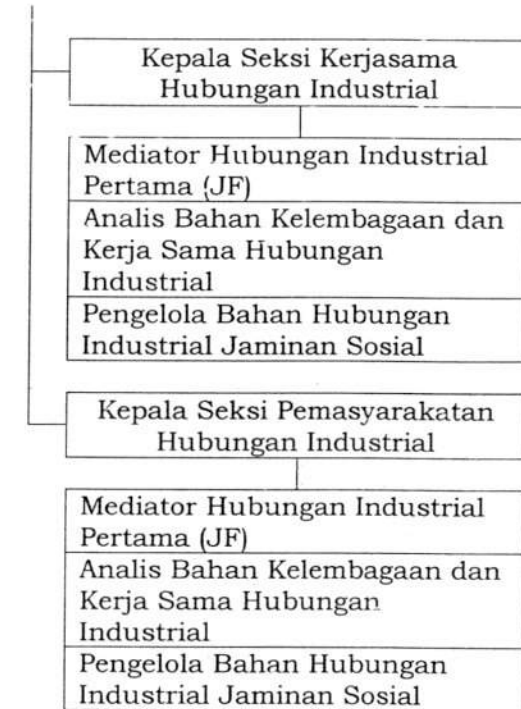 Kepala Seksi Kerjasama
Hubungan Industrial
Mediator Hubungan Industrial
Pertama (JF)
Analis Bahan Kelembagaan dan
Kerja Sama Hubungan
Industrial
Pengelola Bahan Hubungan
Industrial Jaminan Sosial
Kepala Seksi Pemasyarakatan
Hubungan Industrial
Mediator Hubungan Industrial
Pertama (JF)
Analis Bahan Kelembagaan dan
Kerja Sama Hubungan
Industrial
Pengelola Bahan Hubungan
Industrial Jaminan Sosial